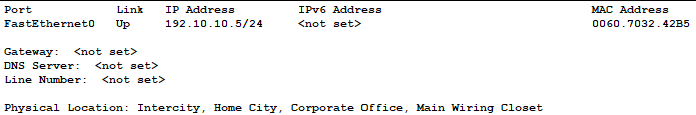 Port Link IP Address IPv6 Address MAC Address
FastEthernet0 Up 192.10.10.5/24 <not set> 0060.7032.42B5
Gateway: <not set>
DNS Server: <not set>
Line Number: <not set>
Physical Location: Intercity, Home City, Corporate Office, Main Wiring Closet